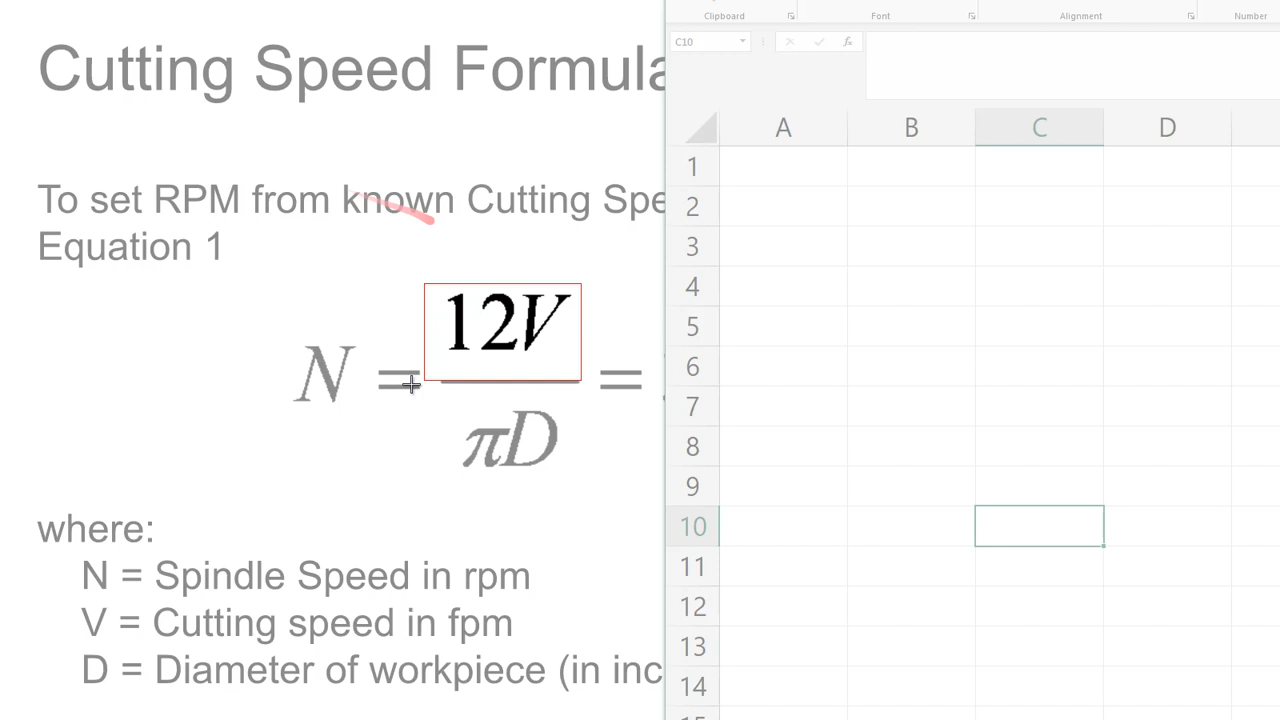 Cutting Speed Formula
To set RPM from known Cutting Spe
Equation 1
N = 12V / πD =
where:
N = Spindle Speed in rpm
V = Cutting speed in fpm
D = Diameter of workpiece (in inc
Clipboard Font Alignment Number
C10 fx
A B C D
1
2
3
4
5
6
7
8
9
10
11
12
13
14
15